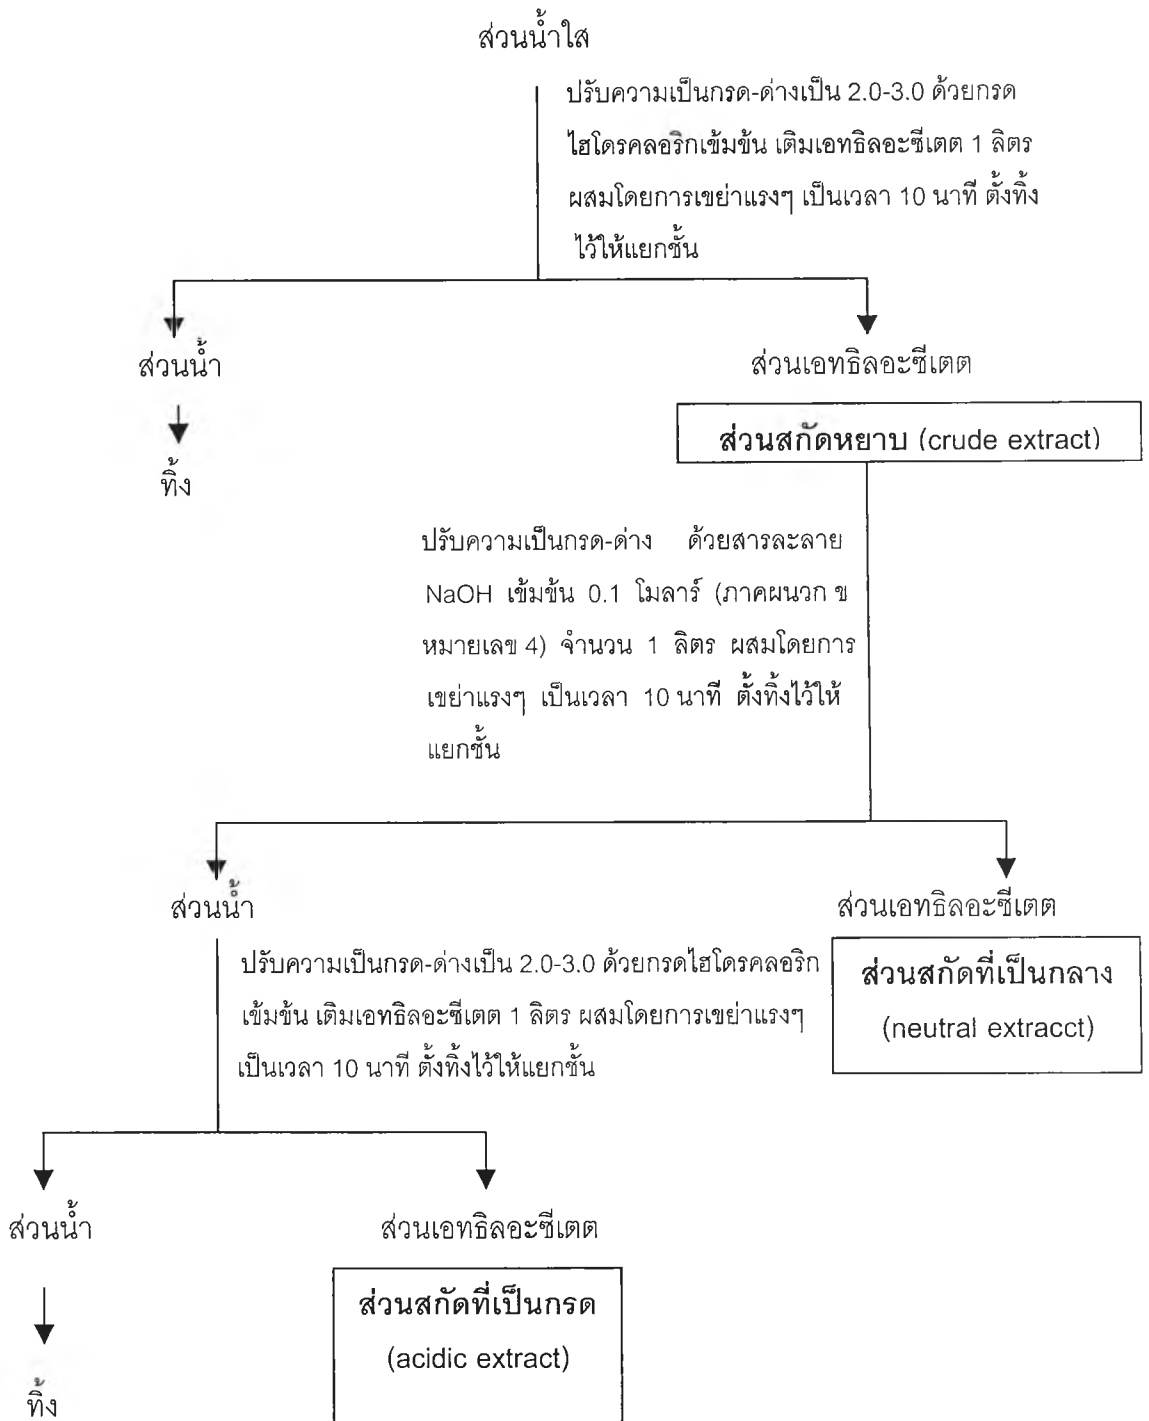 ส่วนน้ำใส
ปรับความเป็นกรด-ด่างเป็น 2.0-3.0 ด้วยกรด
ไฮโดรคลอริกเข้มข้น เติมเอทธิลอะซีเตต 1 ลิตร
ผสมโดยการเขย่าแรงๆ เป็นเวลา 10 นาที ตั้งทิ้ง
ไว้ให้แยกชั้น
ส่วนน้ำ
ส่วนเอทธิลอะซีเตต
ทิ้ง
ส่วนสกัดหยาบ (crude extract)
ปรับความเป็นกรด-ด่าง ด้วยสารละลาย
NaOH เข้มข้น 0.1 โมลาร์ (ภาคผนวก ข
หมายเลข 4) จำนวน 1 ลิตร ผสมโดยการ
เขย่าแรงๆ เป็นเวลา 10 นาที ตั้งทิ้งไว้ให้
แยกชั้น
ส่วนน้ำ
ส่วนเอทธิลอะซีเตต
ปรับความเป็นกรด-ด่างเป็น 2.0-3.0 ด้วยกรดไฮโดรคลอริก
เข้มข้น เติมเอทธิลอะซีเตต 1 ลิตร ผสมโดยการเขย่าแรงๆ
เป็นเวลา 10 นาที ตั้งทิ้งไว้ให้แยกชั้น
ส่วนสกัดที่เป็นกลาง
(neutral extracct)
ส่วนน้ำ
ส่วนเอทธิลอะซีเตต
ทิ้ง
ส่วนสกัดที่เป็นกรด
(acidic extract)